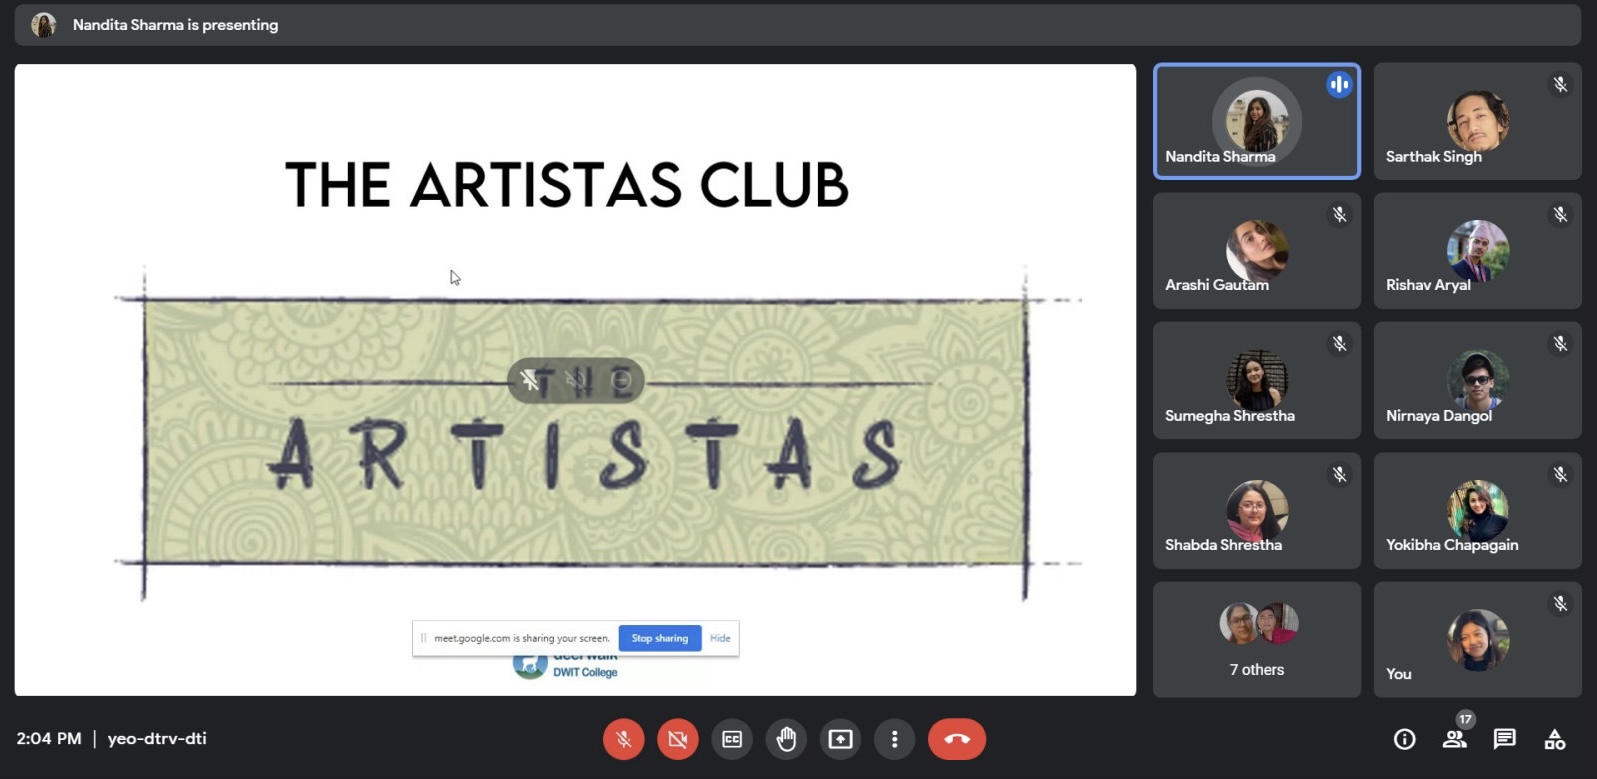 Nandita Sharma is presenting
THE ARTISTAS CLUB
THE
ARTISTAS
meet.google.com is sharing your screen.
Stop sharing
Hide
deerwalk
DWIT College
Nandita Sharma
Sarthak Singh
Arashi Gautam
Rishav Aryal
Sumegha Shrestha
Nirnaya Dangol
Shabda Shrestha
Yokibha Chapagain
7 others
You
2:04 PM | yeo-dtrv-dti
CC
17